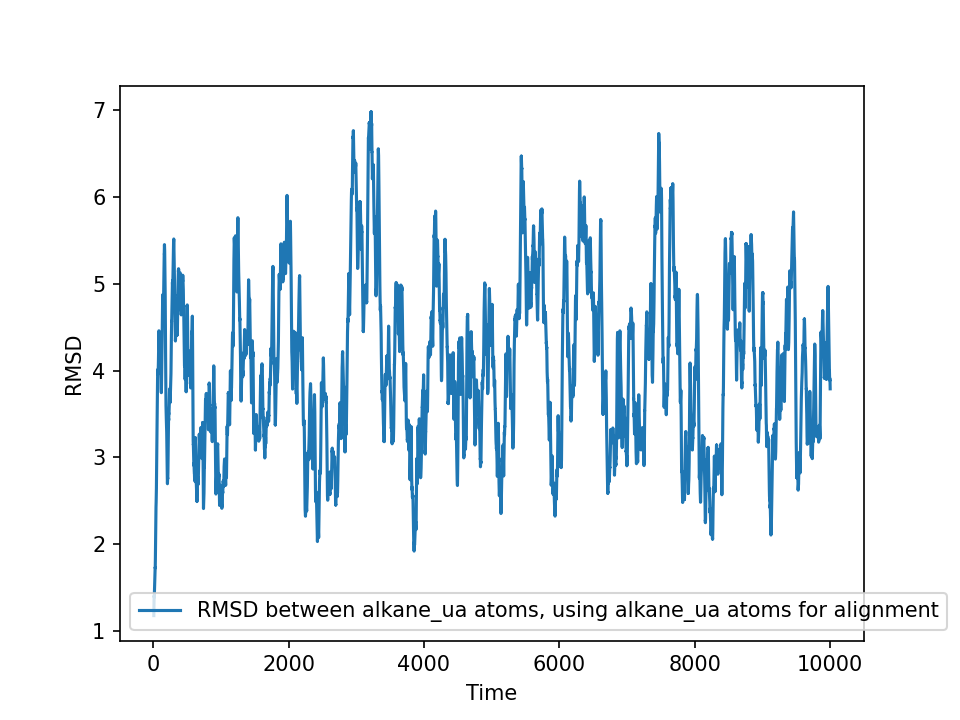 7
6
5
4
3
2
1
RMSD
RMSD between alkane_ua atoms, using alkane_ua atoms for alignment
0 2000 4000 6000 8000 10000
Time